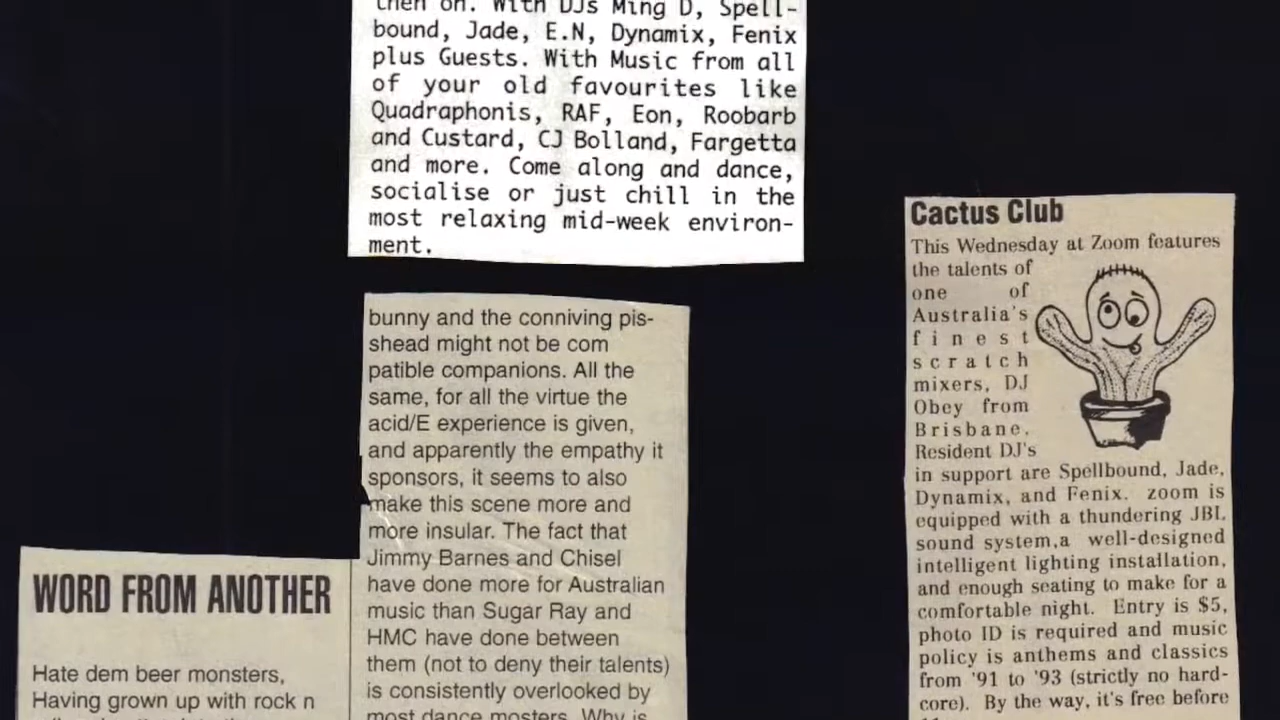 then on. With DJs Ming D, Spell-
bound, Jade, E.N, Dynamix, Fenix
plus Guests. With Music from all
of your old favourites like
Quadraphonis, RAF, Eon, Roobarb
and Custard, CJ Bolland, Fargetta
and more. Come along and dance,
socialise or just chill in the
most relaxing mid-week environ-
ment.
WORD FROM ANOTHER
Hate dem beer monsters,
Having grown up with rock n
bunny and the conniving pis-
shead might not be com
patible companions. All the
same, for all the virtue the
acid/E experience is given,
and apparently the empathy it
sponsors, it seems to also
make this scene more and
more insular. The fact that
Jimmy Barnes and Chisel
have done more for Australian
music than Sugar Ray and
HMC have done between
them (not to deny their talents)
is consistently overlooked by
most dance mosters. Why is
Cactus Club
This Wednesday at Zoom features
the talents of
one of
Australia's
finest
scratch
mixers, DJ
Obey from
Brisbane.
Resident DJ's
in support are Spellbound, Jade,
Dynamix, and Fenix. zoom is
equipped with a thundering JBL
sound system,a well-designed
intelligent lighting installation,
and enough seating to make for a
comfortable night. Entry is $5,
photo ID is required and music
policy is anthems and classics
from '91 to '93 (strictly no hard-
core). By the way, it's free before